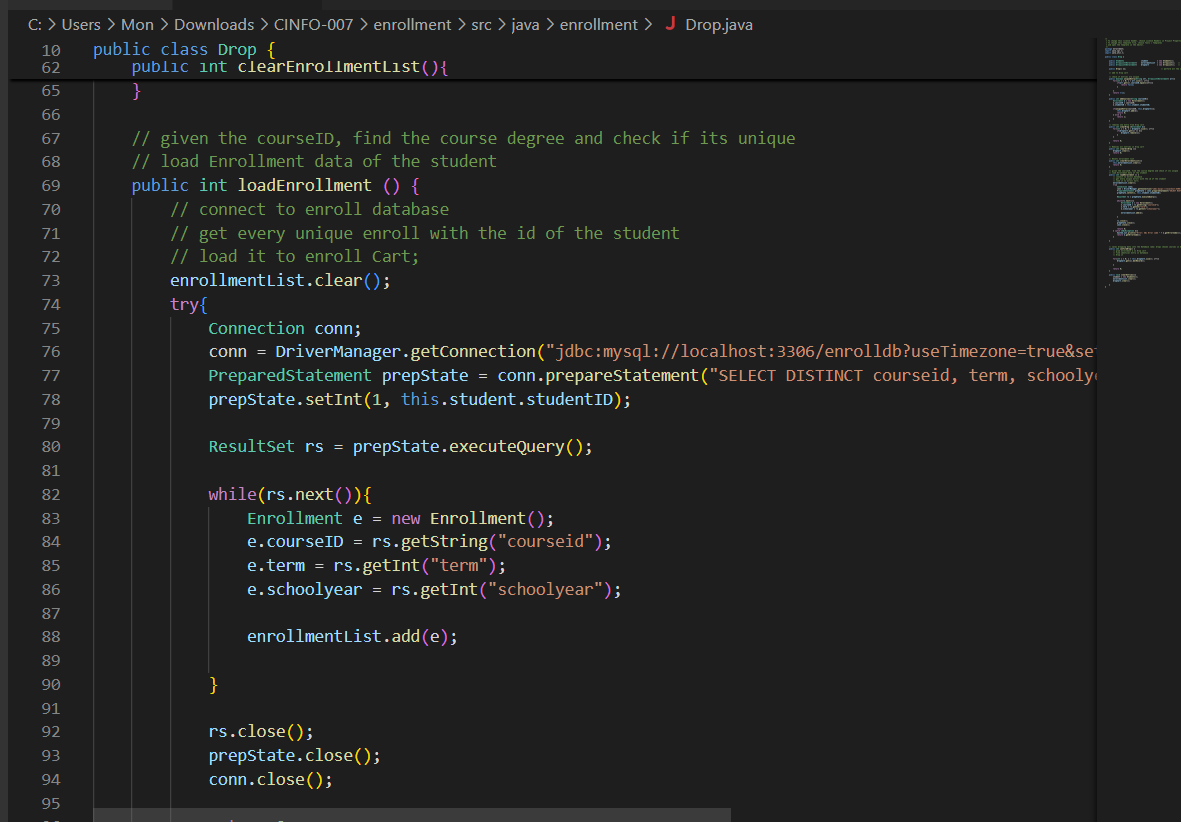 C: > Users > Mon > Downloads > CINFO-007 > enrollment > src > java > enrollment > J Drop.java
10 public class Drop {
62 public int clearEnrollmentList(){
65 }
66
67 // given the courseID, find the course degree and check if its unique
68 // load Enrollment data of the student
69 public int loadEnrollment () {
70 // connect to enroll database
71 // get every unique enroll with the id of the student
72 // load it to enroll Cart;
73 enrollmentList.clear();
74 try{
75 Connection conn;
76 conn = DriverManager.getConnection("jdbc:mysql://localhost:3306/enrolldb?useTimezone=true&se
77 PreparedStatement prepState = conn.prepareStatement("SELECT DISTINCT courseid, term, schooly
78 prepState.setInt(1, this.student.studentID);
79
80 ResultSet rs = prepState.executeQuery();
81
82 while(rs.next()){
83 Enrollment e = new Enrollment();
84 e.courseID = rs.getString("courseid");
85 e.term = rs.getInt("term");
86 e.schoolyear = rs.getInt("schoolyear");
87
88 enrollmentList.add(e);
89
90 }
91
92 rs.close();
93 prepState.close();
94 conn.close();
95